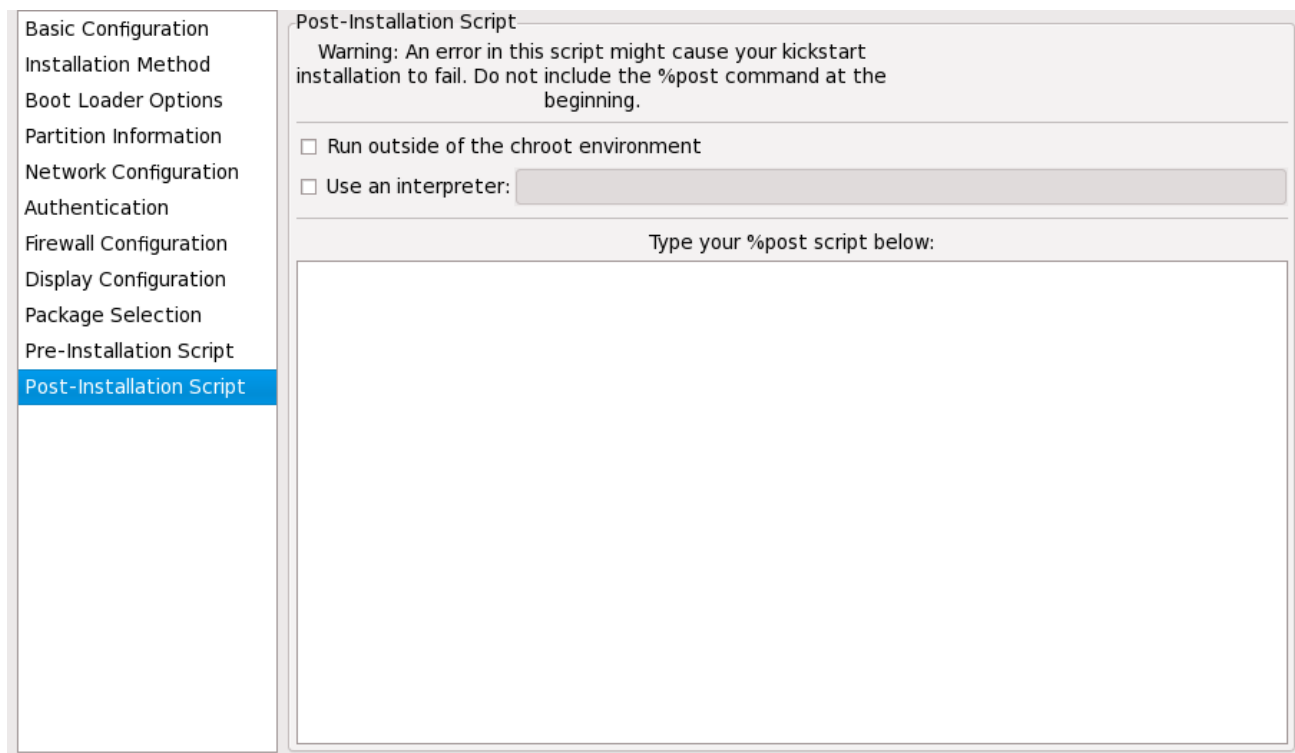 Basic Configuration
Installation Method
Boot Loader Options
Partition Information
Network Configuration
Authentication
Firewall Configuration
Display Configuration
Package Selection
Pre-Installation Script
Post-Installation Script
Post-Installation Script
Warning: An error in this script might cause your kickstart
installation to fail. Do not include the %post command at the
beginning.
Run outside of the chroot environment
Use an interpreter:
Type your %post script below: